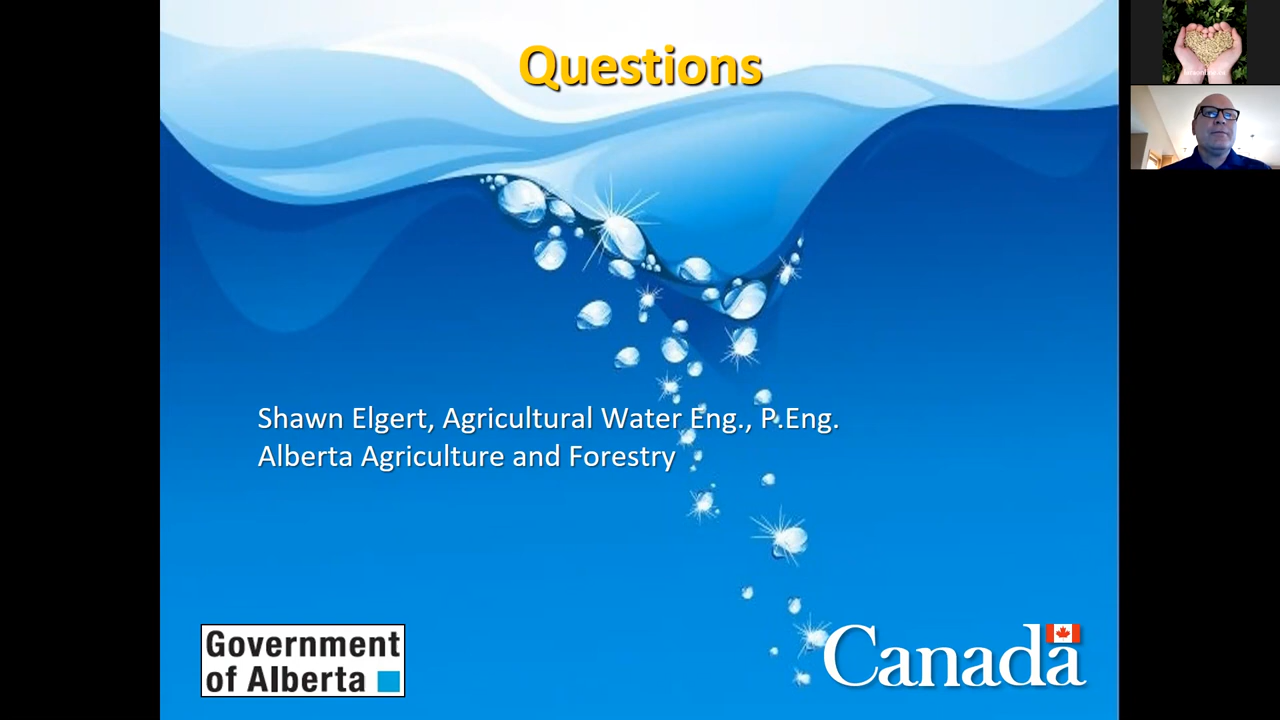 Questions
Shawn Elgert, Agricultural Water Eng., P.Eng.
Alberta Agriculture and Forestry
Government
of Alberta
Canada